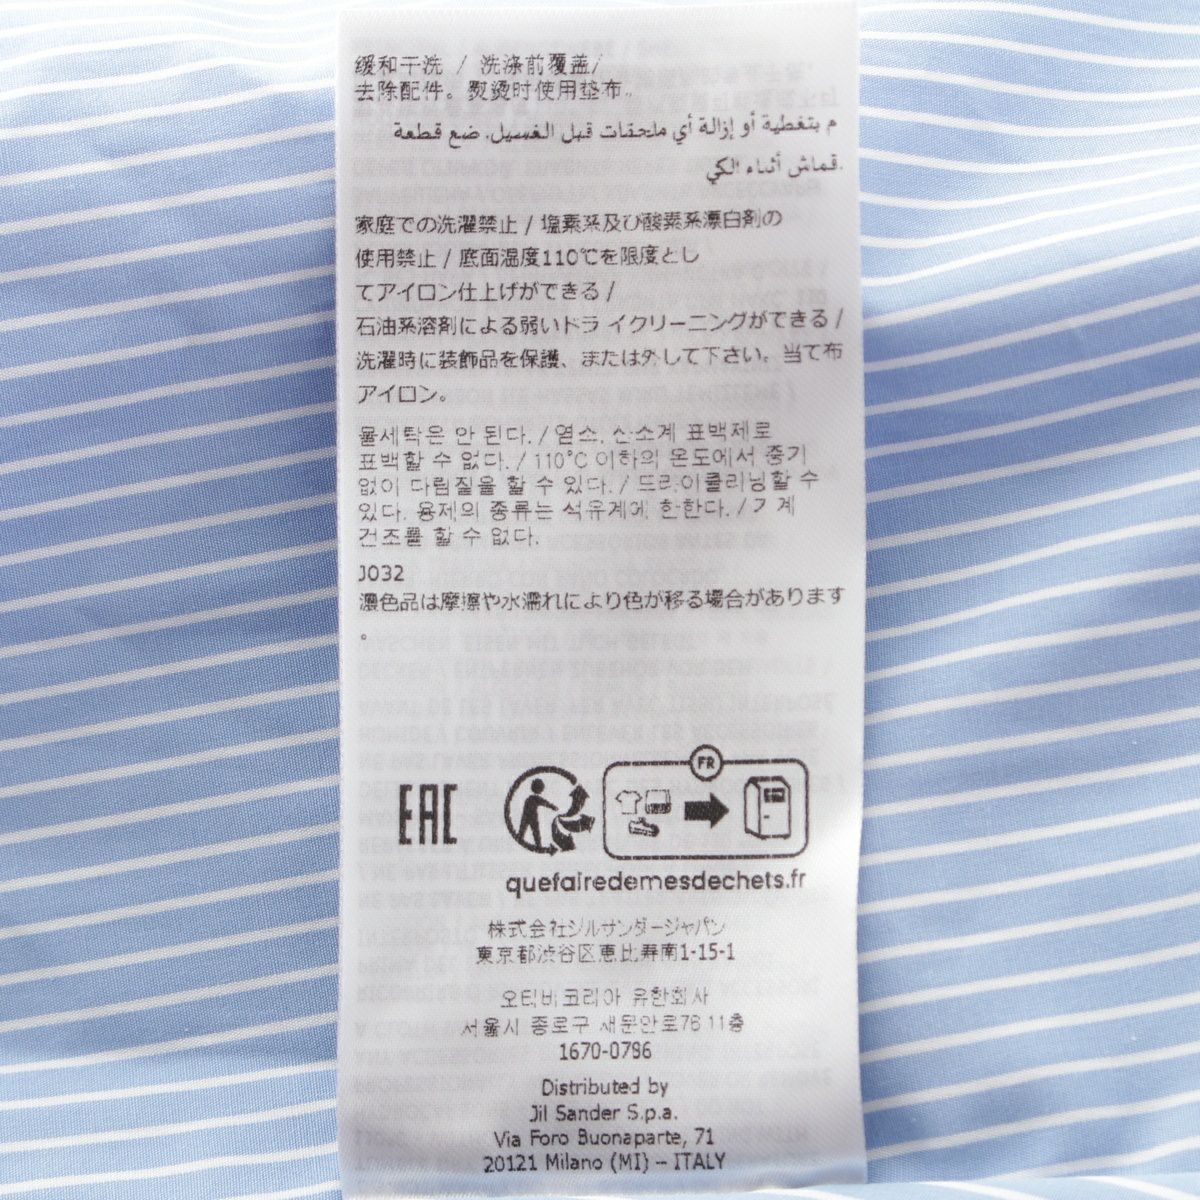 缓和干洗 / 洗涤前覆盖/
去除配件。熨烫时使用垫布。
م بتغطية أو إزالة أي ملحقات قبل الغسيل. ضع قطعة
قماش أثناء الكي.
家庭での洗濯禁止 / 塩素系及び酸素系漂白剤の
使用禁止 / 底面温度110℃を限度とし
てアイロン仕上げができる /
石油系溶剤による弱いドラ イクリーニングができる /
洗濯時に装飾品を保護、または外して下さい。当て布
アイロン。
물세탁은 안 된다. / 염소, 산소계 표백제로
표백할 수 없다. / 110°C 이하의 온도에서 중기
없이 다림질을 할 수 있다. / 드라이클리닝할 수
있다. 용제의 종류는 석유계에 한한다. / 기계
건조를 할 수 없다.
J032
濃色品は摩擦や水濡れにより色が移る場合があります
。
FR
EAC
quefairedemesdechets.fr
株式会社ジルサンダージャパン
東京都渋谷区恵比寿南1-15-1
오티비코리아 유한회사
서울시 종로구 새문안로76 11층
1670-0796
Distributed by
Jil Sander S.p.a.
Via Foro Buonaparte, 71
20121 Milano (MI) – ITALY